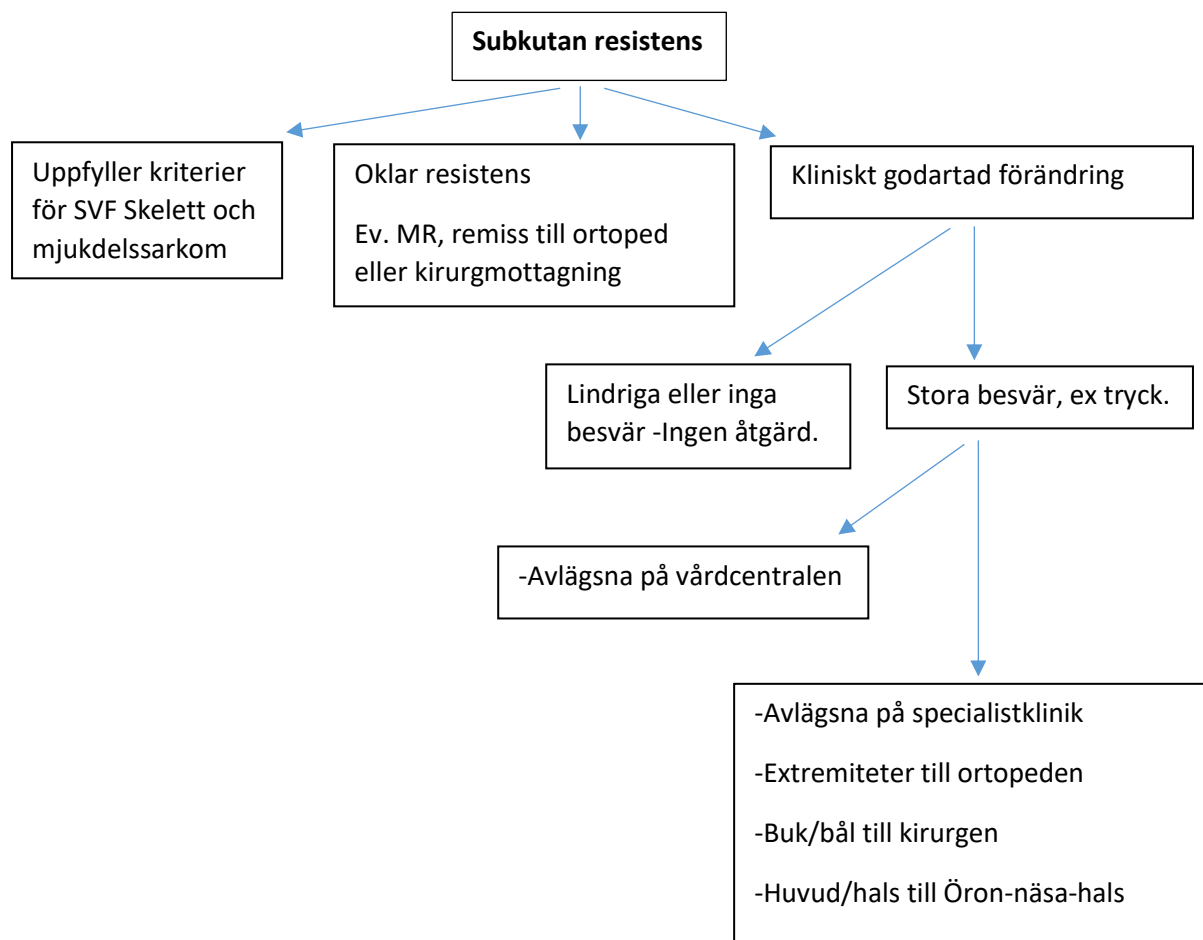 Subkutan resistens
Uppfyller kriterier
för SVF Skelett och
mjukdelssarkom
Oklar resistens
Ev. MR, remiss till ortoped
eller kirurgmottagning
Kliniskt godartad förändring
Lindriga eller inga
besvär -Ingen åtgärd.
Stora besvär, ex tryck.
-Avlägsna på vårdcentralen
-Avlägsna på specialistklinik
-Extremiteter till ortopeden
-Buk/bål till kirurgen
-Huvud/hals till Öron-näsa-hals